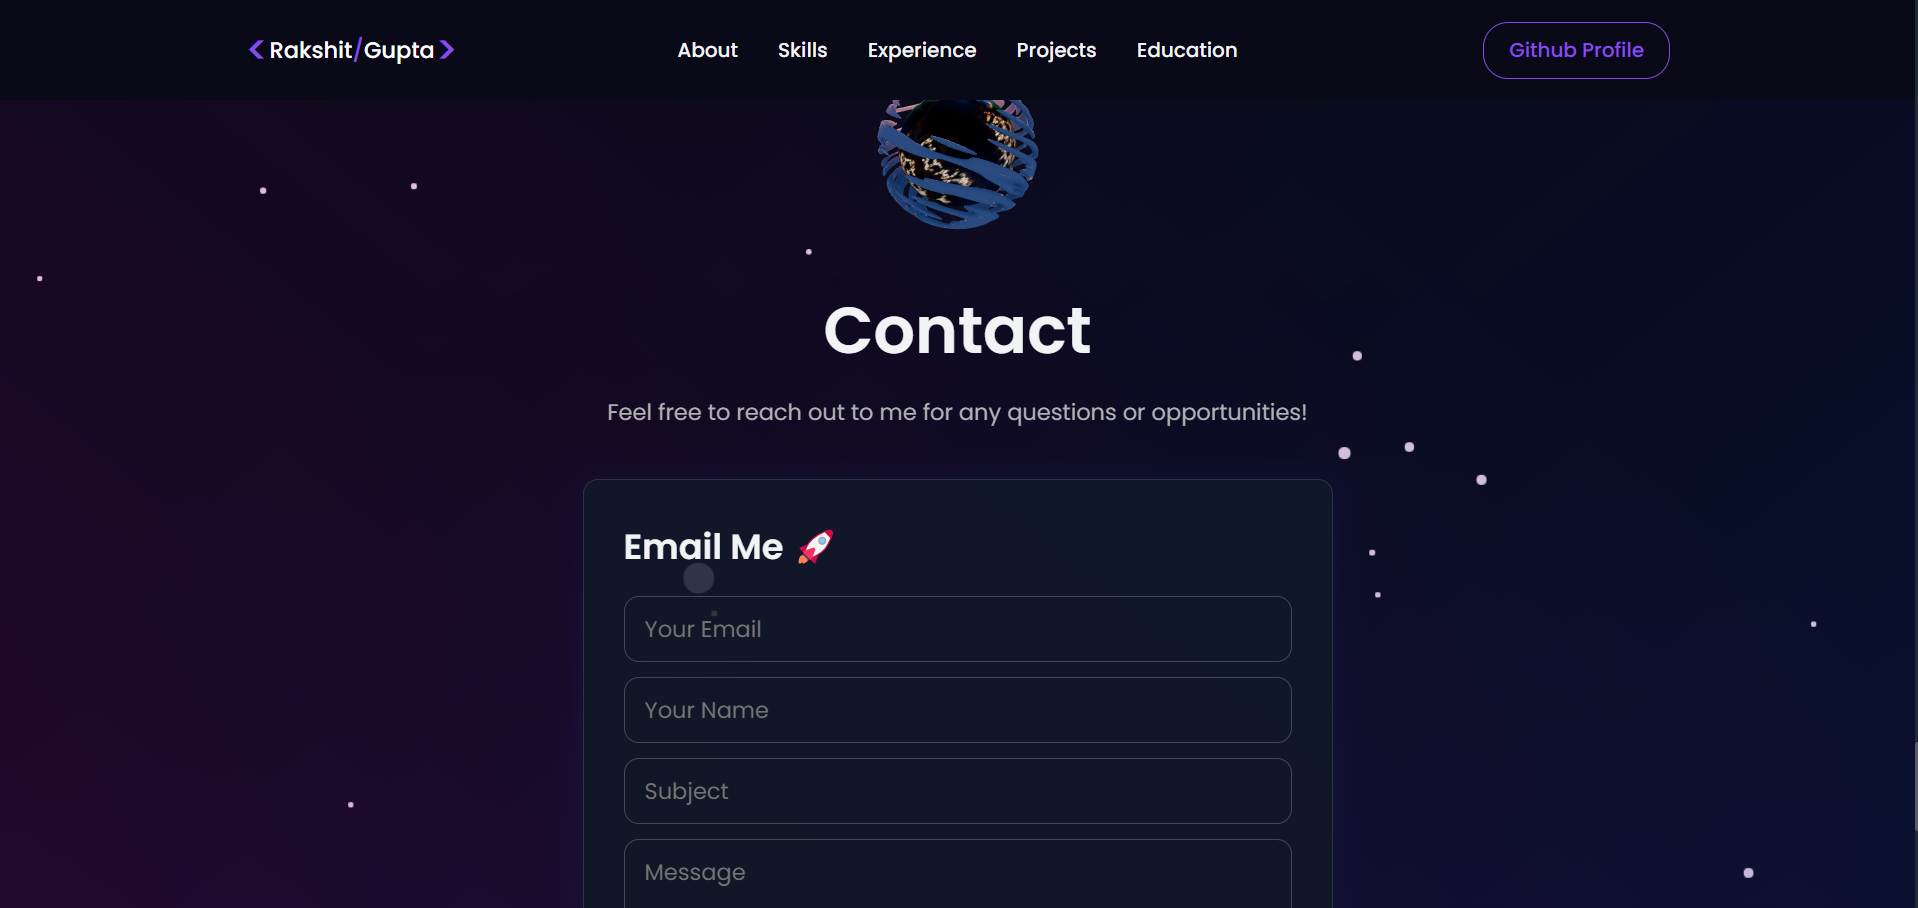 <Rakshit/Gupta>
About Skills Experience Projects Education
Github Profile
Contact
Feel free to reach out to me for any questions or opportunities!
Email Me 🚀
Your Email
Your Name
Subject
Message